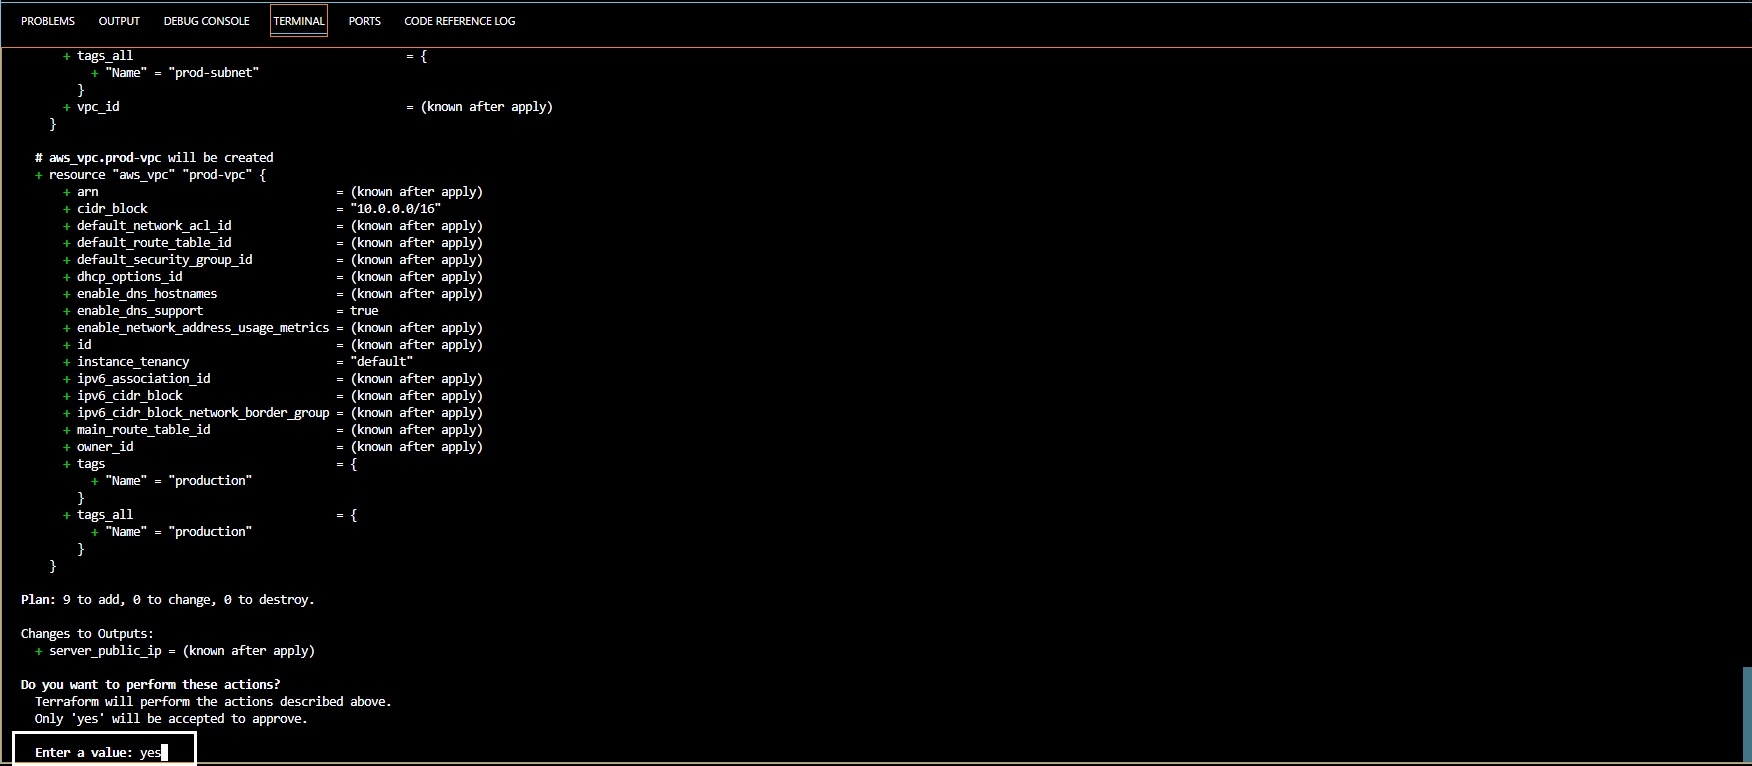 PROBLEMS OUTPUT DEBUG CONSOLE TERMINAL PORTS CODE REFERENCE LOG
      + tags_all                                       = {
          + "Name" = "prod-subnet"
        }
      + vpc_id                                         = (known after apply)
    }

  # aws_vpc.prod-vpc will be created
  + resource "aws_vpc" "prod-vpc" {
      + arn                                  = (known after apply)
      + cidr_block                           = "10.0.0.0/16"
      + default_network_acl_id               = (known after apply)
      + default_route_table_id               = (known after apply)
      + default_security_group_id            = (known after apply)
      + dhcp_options_id                      = (known after apply)
      + enable_dns_hostnames                 = (known after apply)
      + enable_dns_support                   = true
      + enable_network_address_usage_metrics = (known after apply)
      + id                                   = (known after apply)
      + instance_tenancy                     = "default"
      + ipv6_association_id                  = (known after apply)
      + ipv6_cidr_block                      = (known after apply)
      + ipv6_cidr_block_network_border_group = (known after apply)
      + main_route_table_id                  = (known after apply)
      + owner_id                             = (known after apply)
      + tags                                 = {
          + "Name" = "production"
        }
      + tags_all                             = {
          + "Name" = "production"
        }
    }

Plan: 9 to add, 0 to change, 0 to destroy.

Changes to Outputs:
  + server_public_ip = (known after apply)

Do you want to perform these actions?
  Terraform will perform the actions described above.
  Only 'yes' will be accepted to approve.

  Enter a value: yes